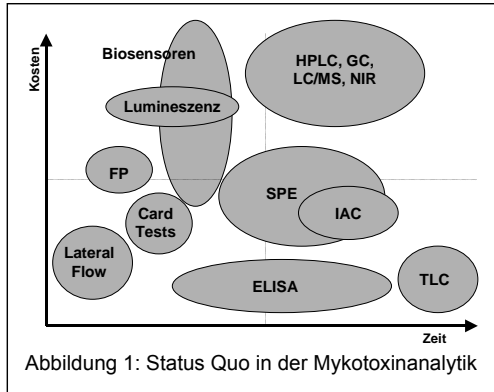 Kosten
Biosensoren
HPLC, GC,
LC/MS, NIR
Lumineszenz
FP
SPE
Card
Tests
IAC
Lateral
Flow
ELISA
TLC
Zeit
Abbildung 1: Status Quo in der Mykotoxinanalytik